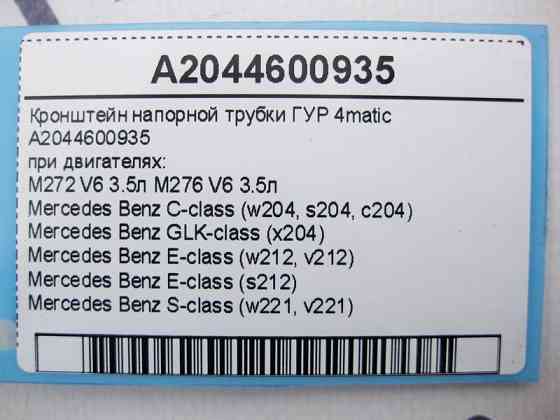 A2044600935
Кронштейн напорной трубки ГУР 4matic
A2044600935
при двигателях:
M272 V6 3.5л M276 V6 3.5л
Mercedes Benz C-class (w204, s204, c204)
Mercedes Benz GLK-class (x204)
Mercedes Benz E-class (w212, v212)
Mercedes Benz E-class (s212)
Mercedes Benz S-class (w221, v221)